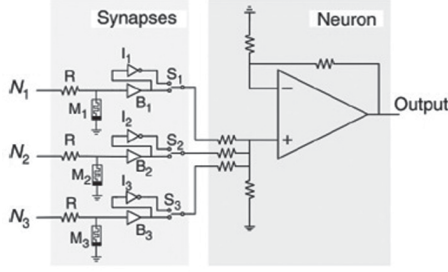 Synapses
Neuron
I1
R
S1
N1
M1
B1
Output
I2
R
S2
N2
M2
B2
I3
R
S3
N3
M3
B3
−
+